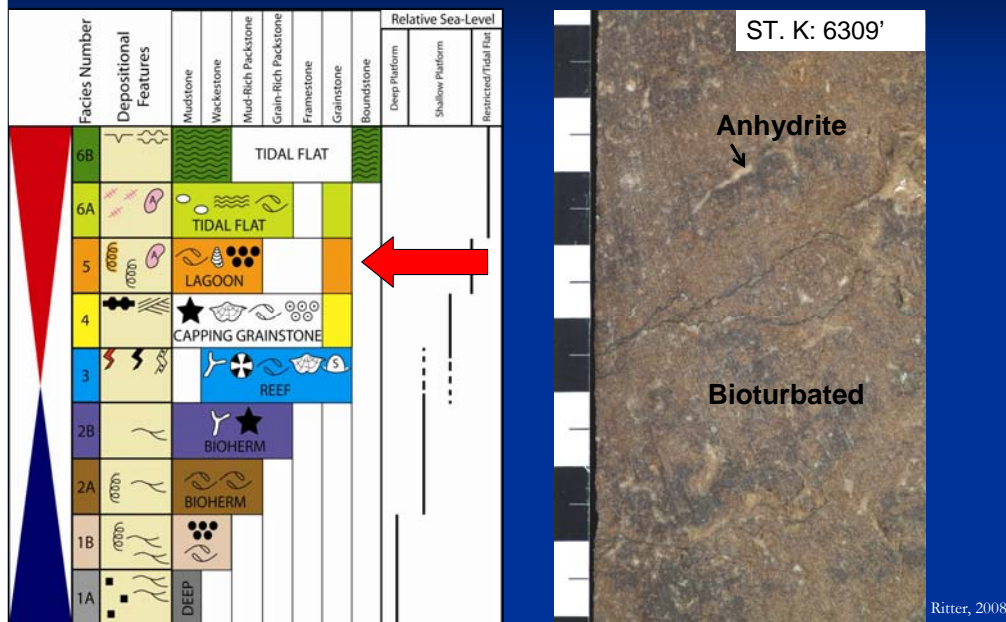 Facies Number
Depositional
Features
Mudstone
Wackestone
Mud-Rich Packstone
Grain-Rich Packstone
Framestone
Grainstone
Boundstone
Relative Sea-Level
Deep Platform
Shallow Platform
Restricted/Tidal Flat
6B
TIDAL FLAT
6A
A
TIDAL FLAT
5
A
LAGOON
4
CAPPING GRAINSTONE
3
S
REEF
2B
BIOHERM
2A
BIOHERM
1B
1A
DEEP
ST. K: 6309’
Anhydrite
Bioturbated
Ritter, 2008